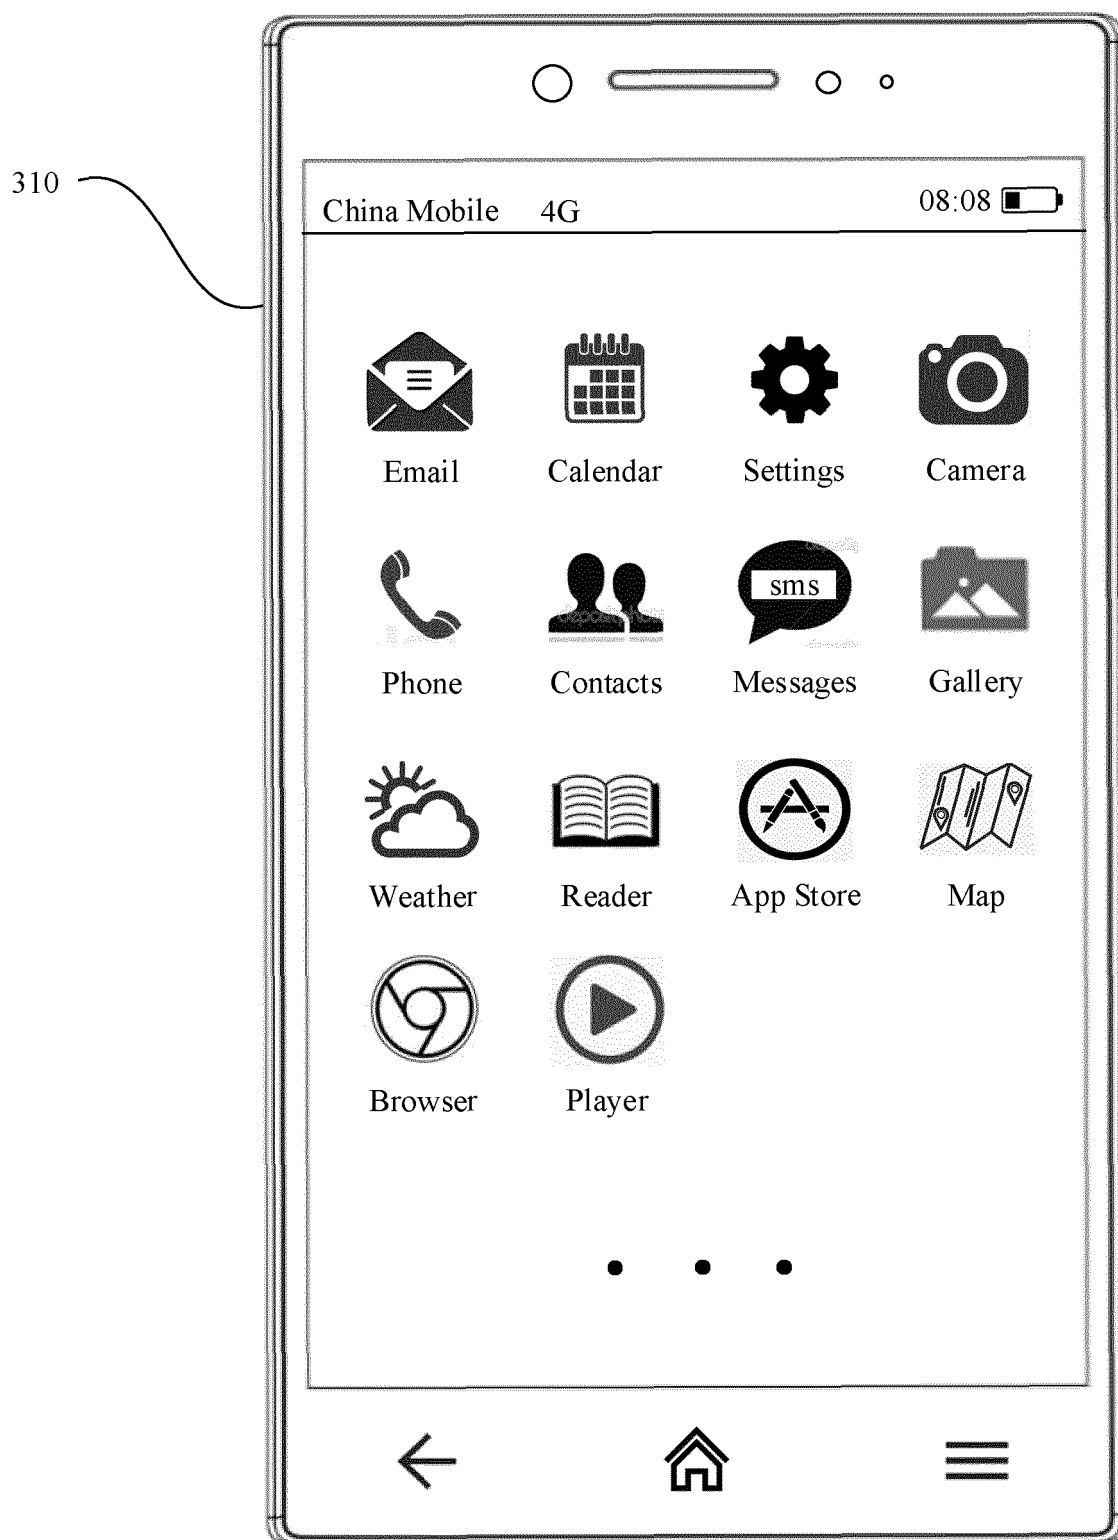 310
China Mobile 4G 08:08
Email Calendar Settings Camera
sms
Phone Contacts Messages Gallery
Weather Reader App Store Map
Browser Player